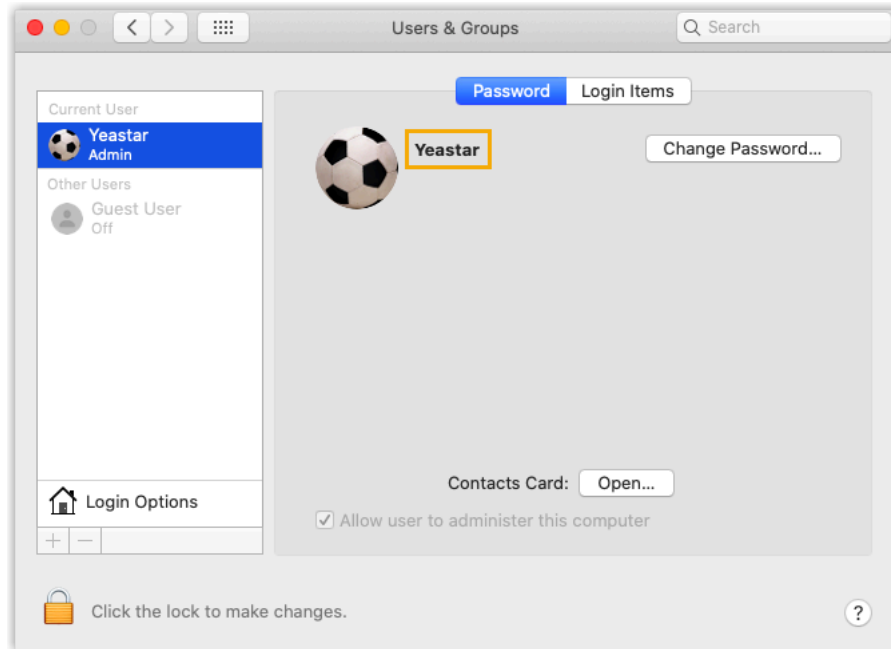 Users & Groups
Search
Password
Login Items
Current User
Yeastar
Admin
Other Users
Guest User
Off
Yeastar
Change Password...
Contacts Card:
Open...
Allow user to administer this computer
Login Options
+ −
Click the lock to make changes.
?